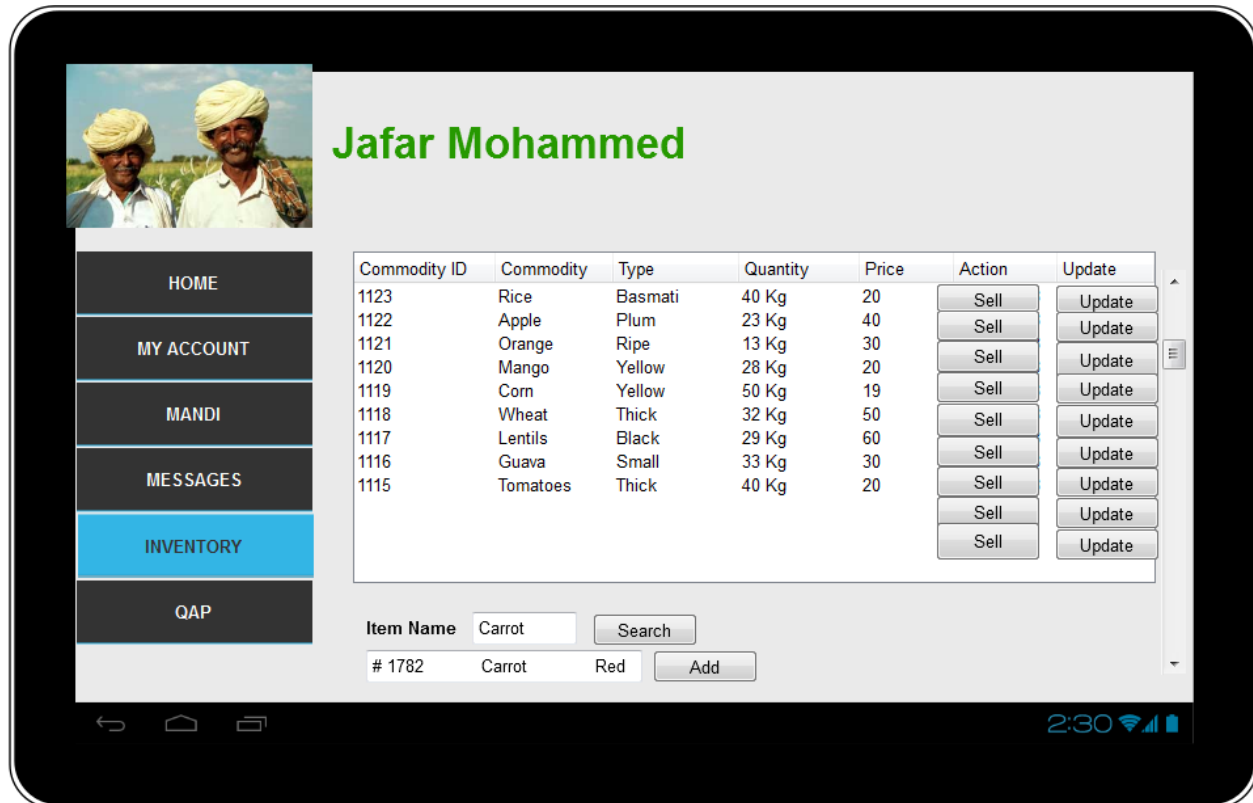 Jafar Mohammed
HOME
MY ACCOUNT
MANDI
MESSAGES
INVENTORY
QAP
Commodity ID Commodity Type Quantity Price Action Update
1123 Rice Basmati 40 Kg 20 Sell Update
1122 Apple Plum 23 Kg 40 Sell Update
1121 Orange Ripe 13 Kg 30 Sell Update
1120 Mango Yellow 28 Kg 20 Sell Update
1119 Corn Yellow 50 Kg 19 Sell Update
1118 Wheat Thick 32 Kg 50 Sell Update
1117 Lentils Black 29 Kg 60 Sell Update
1116 Guava Small 33 Kg 30 Sell Update
1115 Tomatoes Thick 40 Kg 20 Sell Update
Item Name Carrot Search
# 1782 Carrot Red Add
2:30